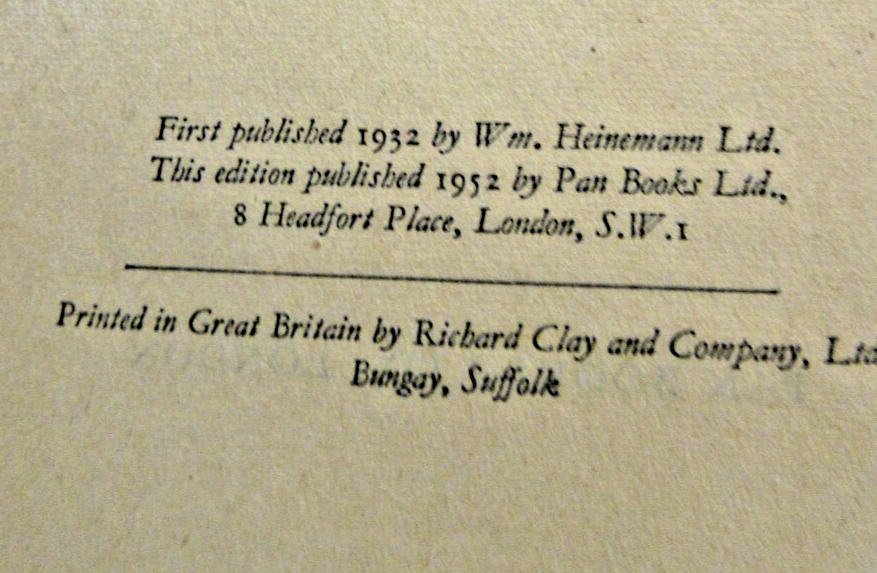 First published 1932 by Wm. Heinemann Ltd.
This edition published 1952 by Pan Books Ltd.,
8 Headfort Place, London, S.W.1
Printed in Great Britain by Richard Clay and Company, Ltd
Bungay, Suffolk